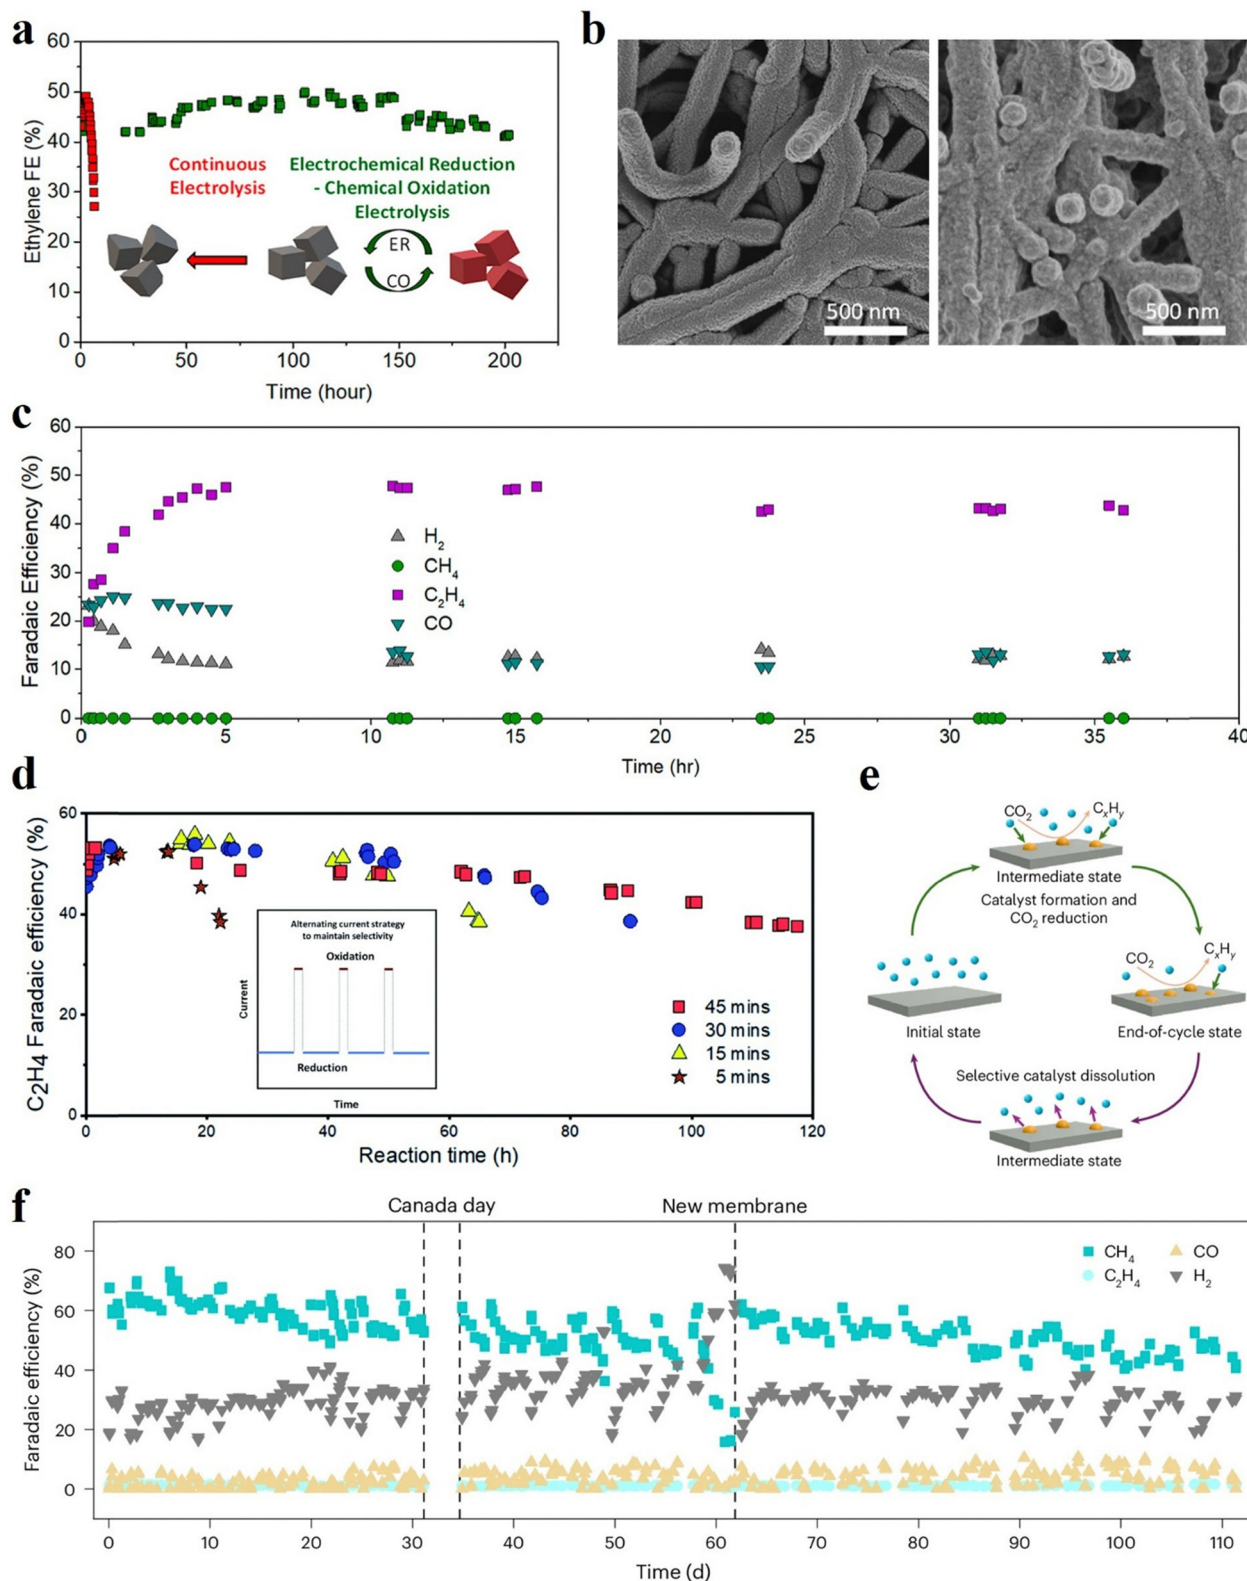 a
60
50
40
30
20
10
0
Ethylene FE (%)
Continuous
Electrolysis
Electrochemical Reduction
- Chemical Oxidation
Electrolysis
ER
CO
0
50
100
150
200
Time (hour)
b
500 nm
500 nm
c
60
50
40
30
20
10
0
Faradaic Efficiency (%)
H2
CH4
C2H4
CO
0
5
10
15
20
25
30
35
40
Time (hr)
d
60
40
20
0
C2H4 Faradaic efficiency (%)
Alternating current strategy
to maintain selectivity
Oxidation
Current
Reduction
Time
45 mins
30 mins
15 mins
5 mins
0
20
40
60
80
100
120
Reaction time (h)
e
CO2
CxHy
Intermediate state
Catalyst formation and
CO2 reduction
CO2
CxHy
Initial state
End-of-cycle state
Selective catalyst dissolution
Intermediate state
f
Canada day
New membrane
80
60
40
20
0
Faradaic efficiency (%)
CH4
CO
C2H4
H2
0
10
20
30
40
50
60
70
80
90
100
110
Time (d)